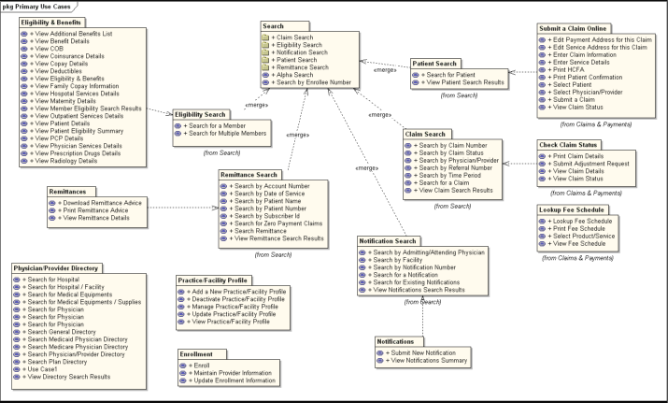 pkg Primary Use Cases
Eligibility & Benefits
+ View Additional Benefits List
+ View Benefit Details
+ View COB
+ View Coinsurance Details
+ View Copay Details
+ View Deductibles
+ View Eligibility & Benefits
+ View Family Copay Information
+ View Hospital Services Details
+ View Maternity Details
+ View Member Eligibility Search Results
+ View Outpatient Services Details
+ View Patient Details
+ View Patient Eligibility Summary
+ View PCP Details
+ View Physician Services Details
+ View Prescription Drugs Details
+ View Radiology Details
Search
+ Claim Search
+ Eligibility Search
+ Notification Search
+ Patient Search
+ Remittance Search
+ Alpha Search
+ Search by Enrollee Number
Patient Search
+ Search for Patient
+ View Patient Search Results
(from Search)
Submit a Claim Online
+ Edit Payment Address for this Claim
+ Edit Service Address for this Claim
+ Enter Claim Information
+ Enter Service Details
+ Print HCFA
+ Print Patient Confirmation
+ Select Patient
+ Select Physician/Provider
+ Submit a Claim
+ View Claim Status
(from Claims & Payments)
«merge»
«merge»
«merge»
«merge»
«merge»
Eligibility Search
+ Search for a Member
+ Search for Multiple Members
(from Search)
Claim Search
+ Search by Claim Number
+ Search by Claim Status
+ Search by Physician/Provider
+ Search by Referral Number
+ Search by Time Period
+ Search for a Claim
+ View Claim Search Results
(from Search)
Check Claim Status
+ Print Claim Details
+ Submit Adjustment Request
+ View Claim Details
+ View Claim Status
(from Claims & Payments)
Remittances
+ Download Remittance Advice
+ Print Remittance Advice
+ View Remittance Details
Remittance Search
+ Search by Account Number
+ Search by Date of Service
+ Search by Patient Name
+ Search by Patient Number
+ Search by Subscriber Id
+ Search for Zero Payment Claims
+ Search Remittance
+ View Remittance Search Results
(from Search)
Lookup Fee Schedule
+ Lookup Fee Schedule
+ Print Fee Schedule
+ Select Product/Service
+ View Fee Schedule
(from Claims & Payments)
Notification Search
+ Search by Admitting/Attending Physician
+ Search by Facility
+ Search by Notification Number
+ Search for a Notification
+ Search for Existing Notifications
+ View Notifications Search Results
(from Search)
Physician/Provider Directory
+ Search for Hospital
+ Search for Hospital / Facility
+ Search for Medical Equipments
+ Search for Medical Equipments / Supplies
+ Search for Physician
+ Search for Physician
+ Search for Physician
+ Search General Directory
+ Search Medicaid Physician Directory
+ Search Medicare Physician Directory
+ Search Physician/Provider Directory
+ Search Plan Directory
+ Use Case1
+ View Directory Search Results
Practice/Facility Profile
+ Add a New Practice/Facility Profile
+ Deactivate Practice/Facility Profile
+ Manage Practice/Facility Profile
+ Update Practice/Facility Profile
+ View Practice/Facility Profile
Enrollment
+ Enroll
+ Maintain Provider Information
+ Update Enrollment Information
Notifications
+ Submit New Notification
+ View Notifications Summary